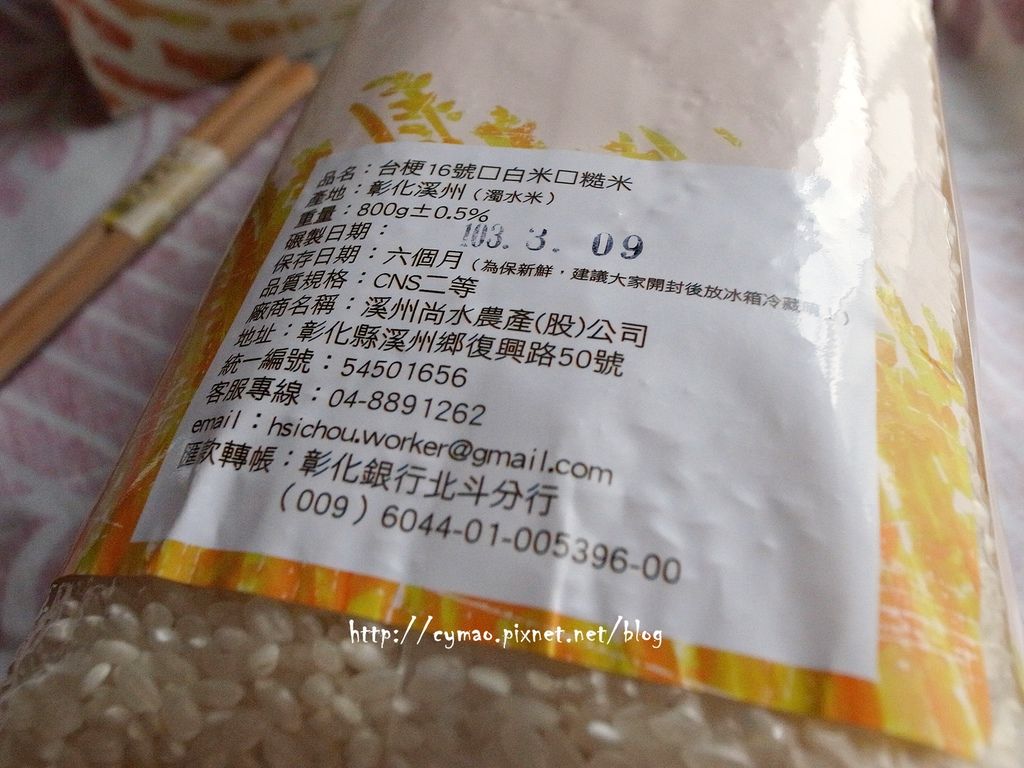 品名：台梗16號□白米□糙米
產地：彰化溪州（濁水米）
重量：800g±0.5%
碾製日期： 103. 3. 09
保存日期：六個月（為保新鮮，建議大家開封後放冰箱冷藏
品質規格：CNS二等
廠商名稱：溪州尚水農產(股)公司
地址：彰化縣溪州鄉復興路50號
統一編號：54501656
客服專線：04-8891262
email：hsichou.worker@gmail.com
匯款轉帳：彰化銀行北斗分行
（009）6044-01-005396-00
http://cymao.pixnet.net/blog